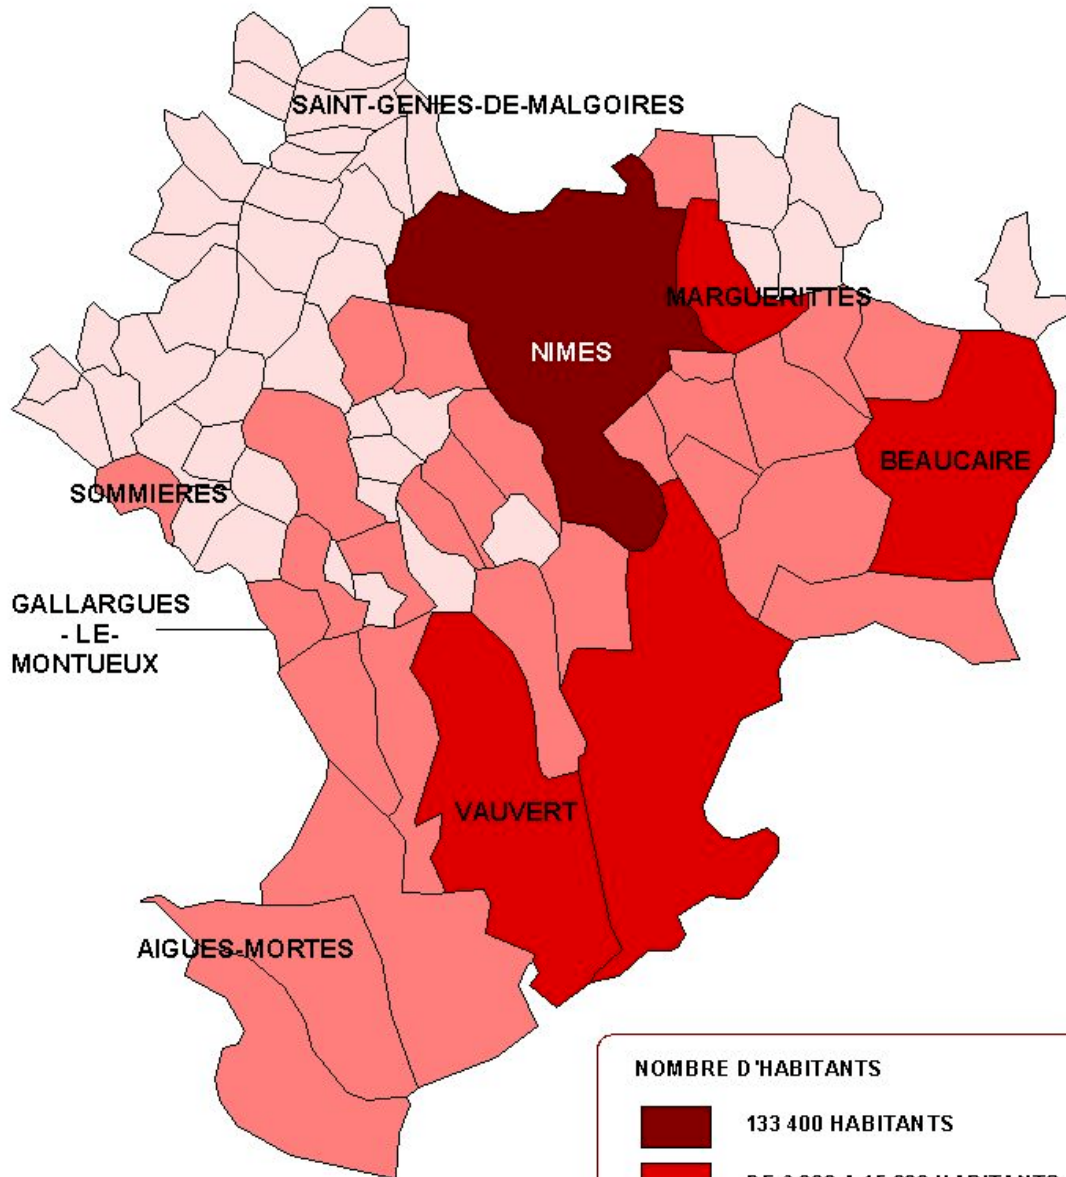 SAINT-GENIES-DE-MALGOIRES
MARGUERITTES
NIMES
BEAUCAIRE
SOMMIERES
GALLARGUES
- LE-
MONTUEUX
VAUVERT
AIGUES-MORTES
NOMBRE D'HABITANTS
133 400 HABITANTS
HABITANTS